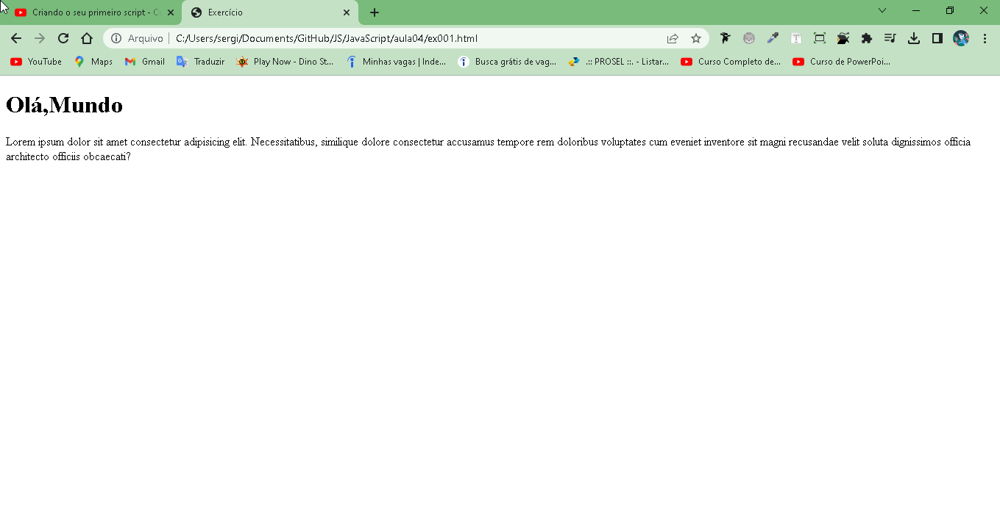 Criando o seu primeiro script - C
Exercício
Arquivo C:/Users/sergi/Documents/GitHub/JS/JavaScript/aula04/ex001.html
YouTube Maps Gmail Traduzir Play Now - Dino St... Minhas vagas | Inde... Busca grátis de vag... .:: PROSEL ::. - Listar... Curso Completo de... Curso de PowerPoi...
Olá,Mundo
Lorem ipsum dolor sit amet consectetur adipisicing elit. Necessitatibus, similique dolore consectetur accusamus tempore rem doloribus voluptates cum eveniet inventore sit magni recusandae velit soluta dignissimos officia
architecto officiis obcaecati?